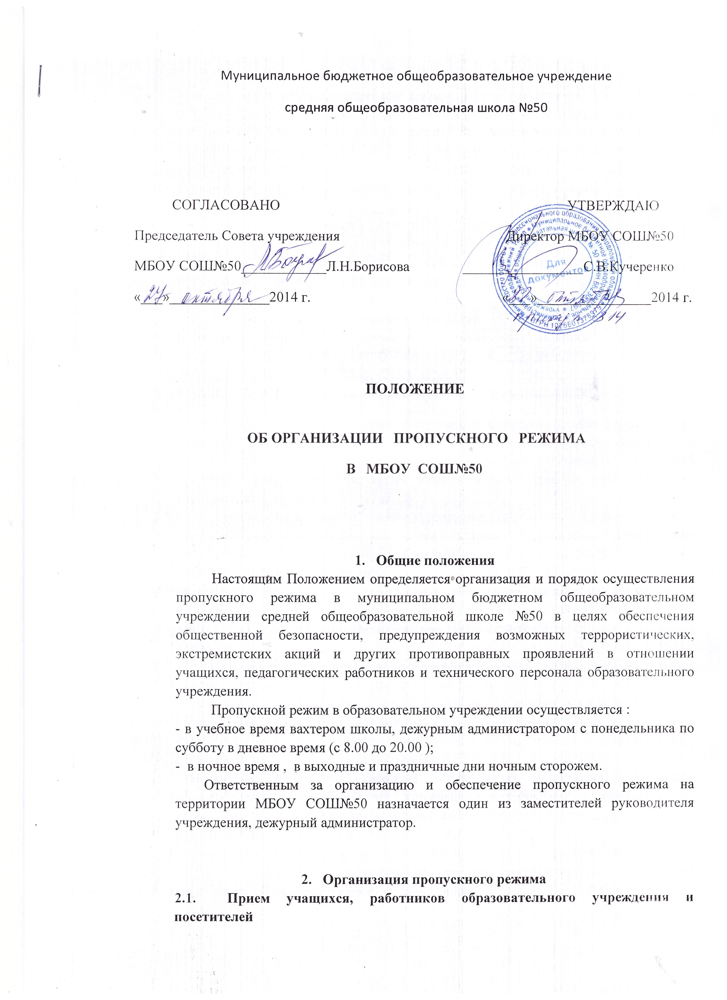 Муниципальное бюджетное общеобразовательное учреждение
средняя общеобразовательная школа №50
СОГЛАСОВАНО УТВЕРЖДАЮ
Председатель Совета учреждения Директор МБОУ СОШ№50
МБОУ СОШ№50____________Л.Н.Борисова ________________С.В.Кучеренко
«27» октября 2014 г. « » октября 2014 г.
314
Для
документов
ОГРН 1026601378979
ПОЛОЖЕНИЕ
ОБ ОРГАНИЗАЦИИ ПРОПУСКНОГО РЕЖИМА
В МБОУ СОШ№50
1. Общие положения
Настоящим Положением определяется организация и порядок осуществления
пропускного режима в муниципальном бюджетном общеобразовательном
учреждении средней общеобразовательной школе №50 в целях обеспечения
общественной безопасности, предупреждения возможных террористических,
экстремистских акций и других противоправных проявлений в отношении
учащихся, педагогических работников и технического персонала образовательного
учреждения.
Пропускной режим в образовательном учреждении осуществляется :
- в учебное время вахтером школы, дежурным администратором с понедельника по
субботу в дневное время (с 8.00 до 20.00 );
- в ночное время , в выходные и праздничные дни ночным сторожем.
Ответственным за организацию и обеспечение пропускного режима на
территории МБОУ СОШ№50 назначается один из заместителей руководителя
учреждения, дежурный администратор.
2. Организация пропускного режима
2.1. Прием учащихся, работников образовательного учреждения и
посетителей